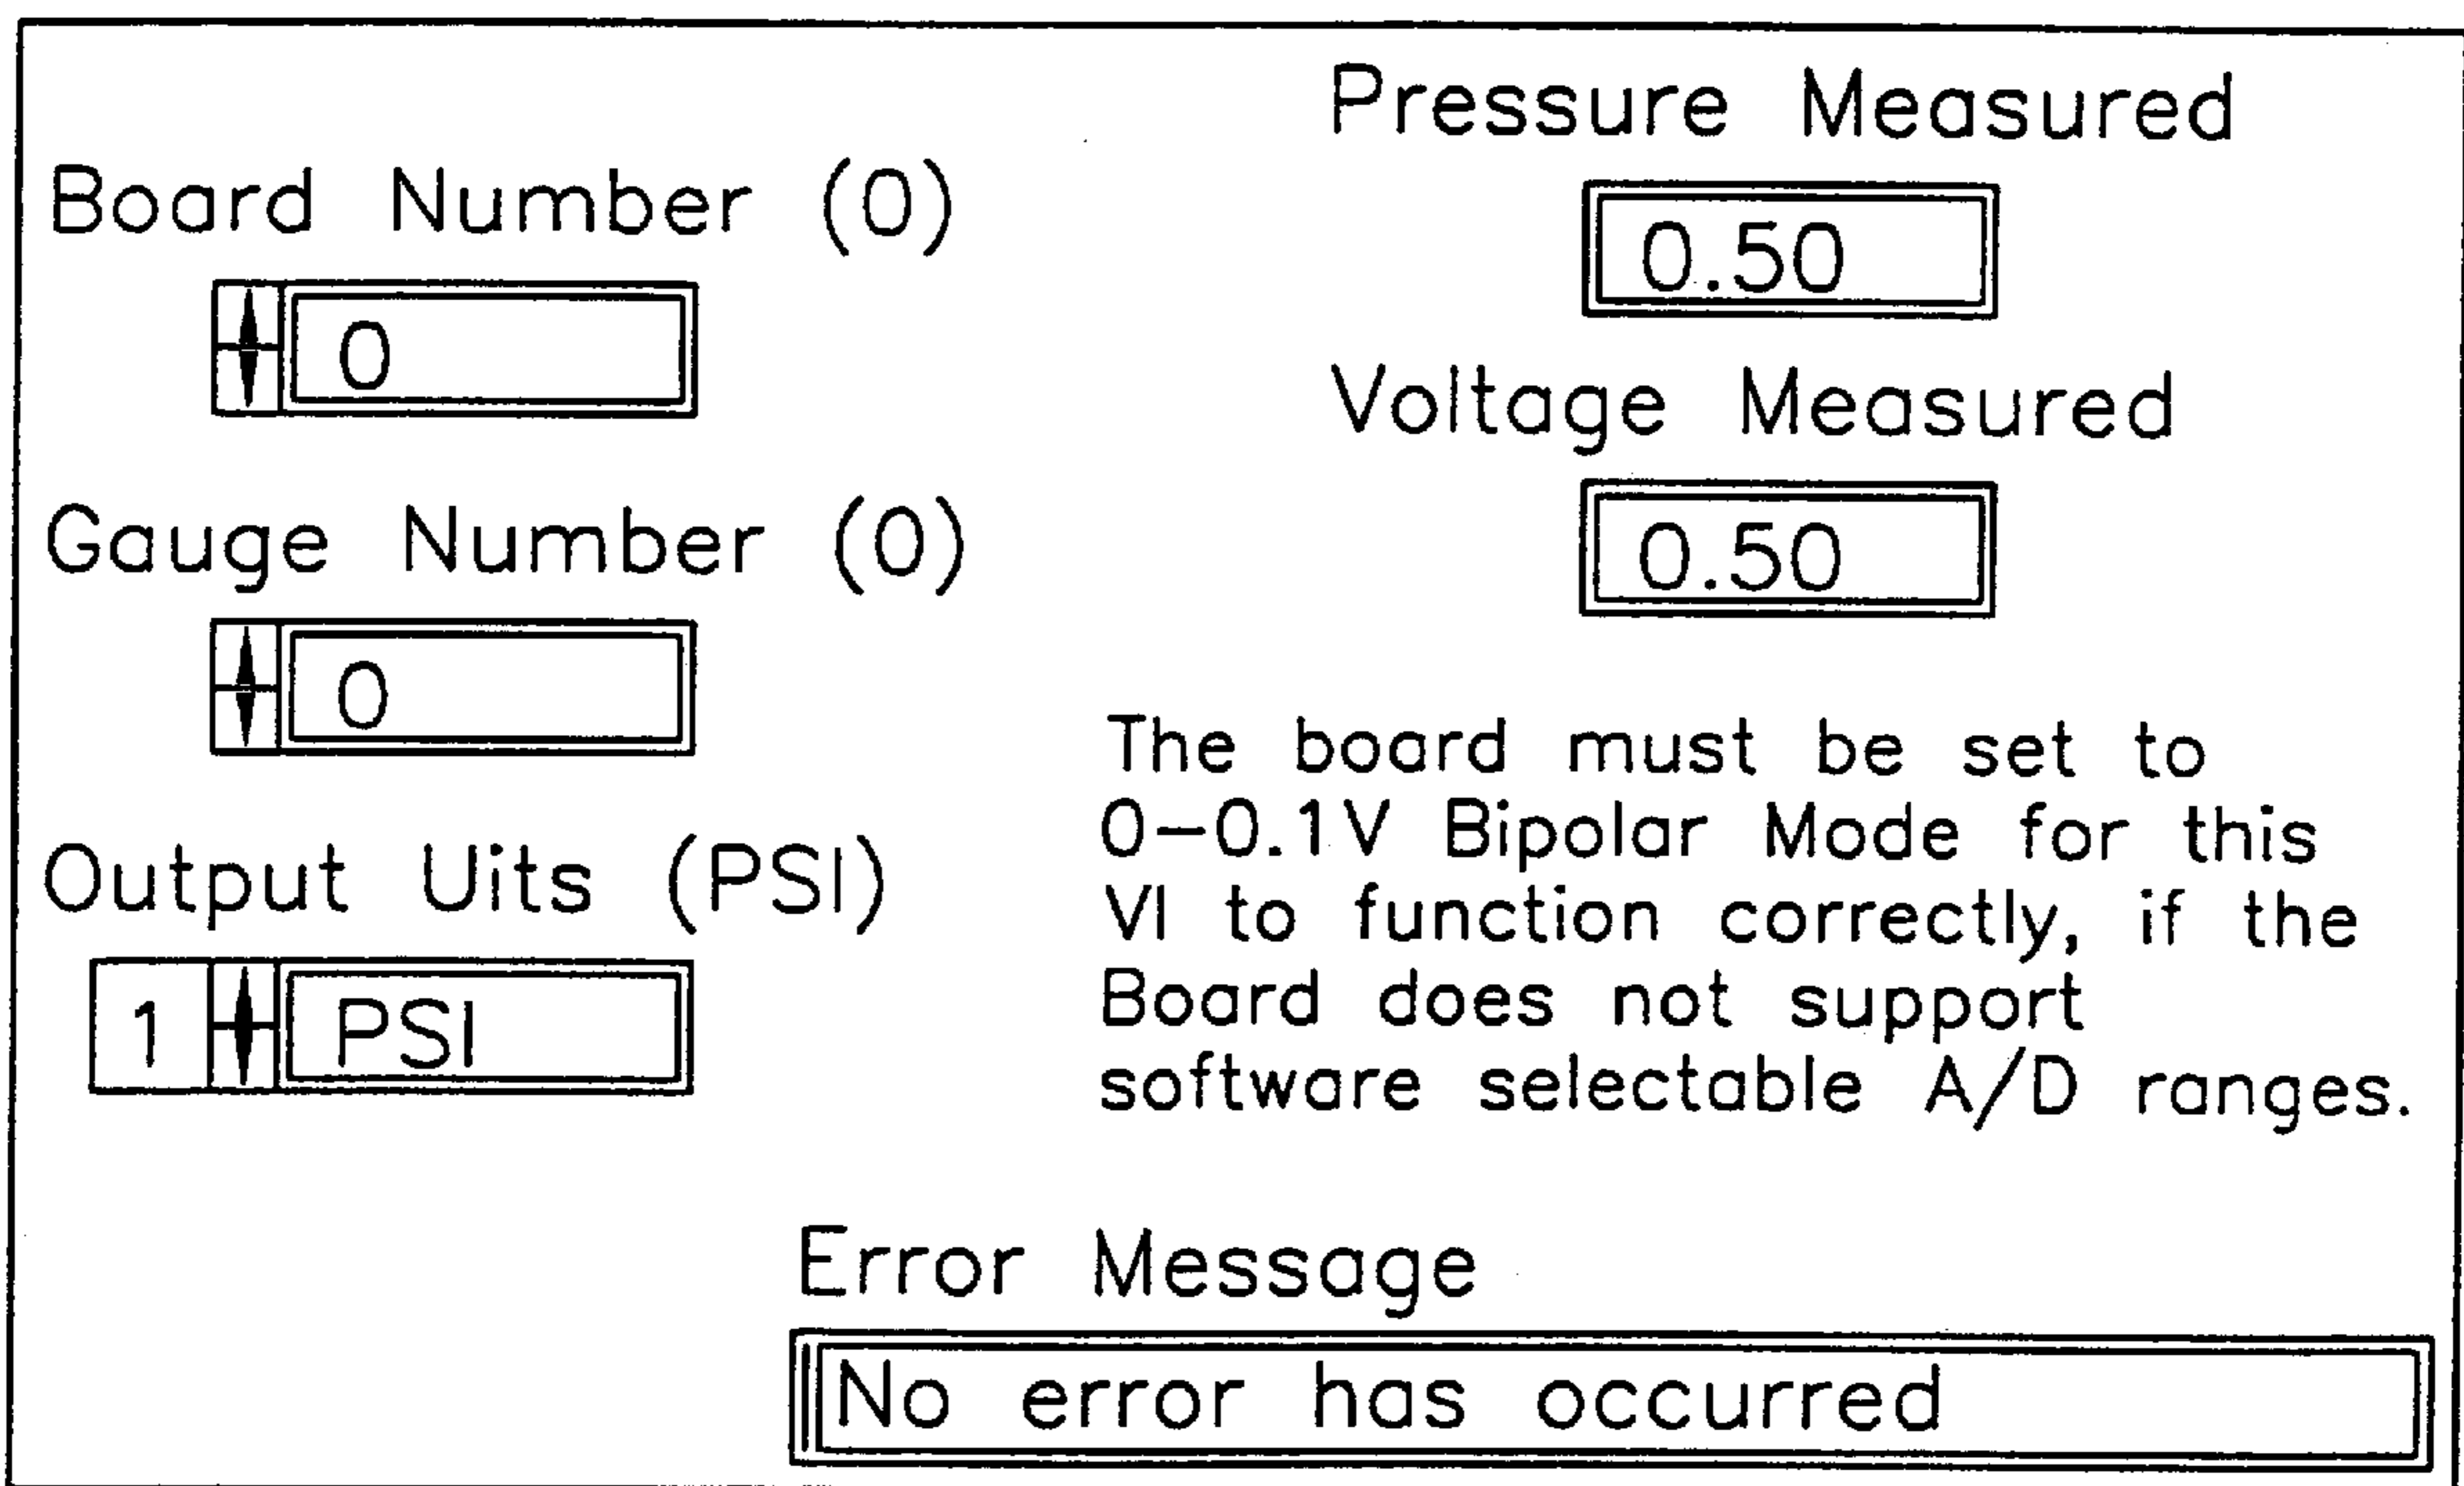 Board Number (0)
0
Gauge Number (0)
0
Output Uits (PSI)
1 PSI
Pressure Measured
0.50
Voltage Measured
0.50
The board must be set to
0-0.1V Bipolar Mode for this
VI to function correctly, if the
Board does not support
software selectable A/D ranges.
Error Message
No error has occurred